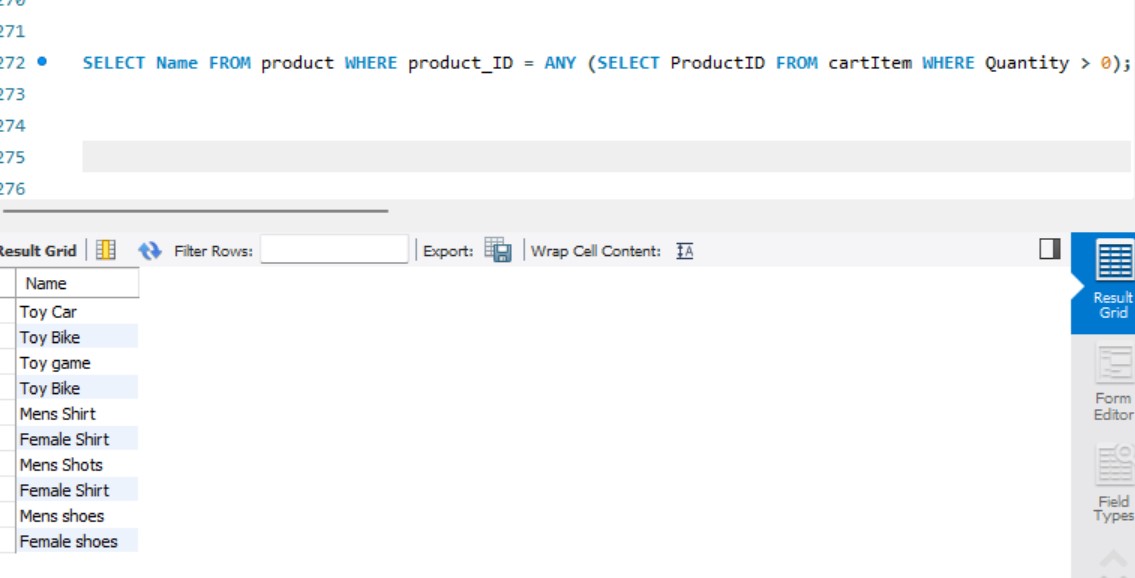 271
272 SELECT Name FROM product WHERE product_ID = ANY (SELECT ProductID FROM cartItem WHERE Quantity > 0);
273
274
275
276
Result Grid Filter Rows: Export: Wrap Cell Content:
Name
Toy Car
Toy Bike
Toy game
Toy Bike
Mens Shirt
Female Shirt
Mens Shots
Female Shirt
Mens shoes
Female shoes
Result
Grid
Form
Editor
Field
Types